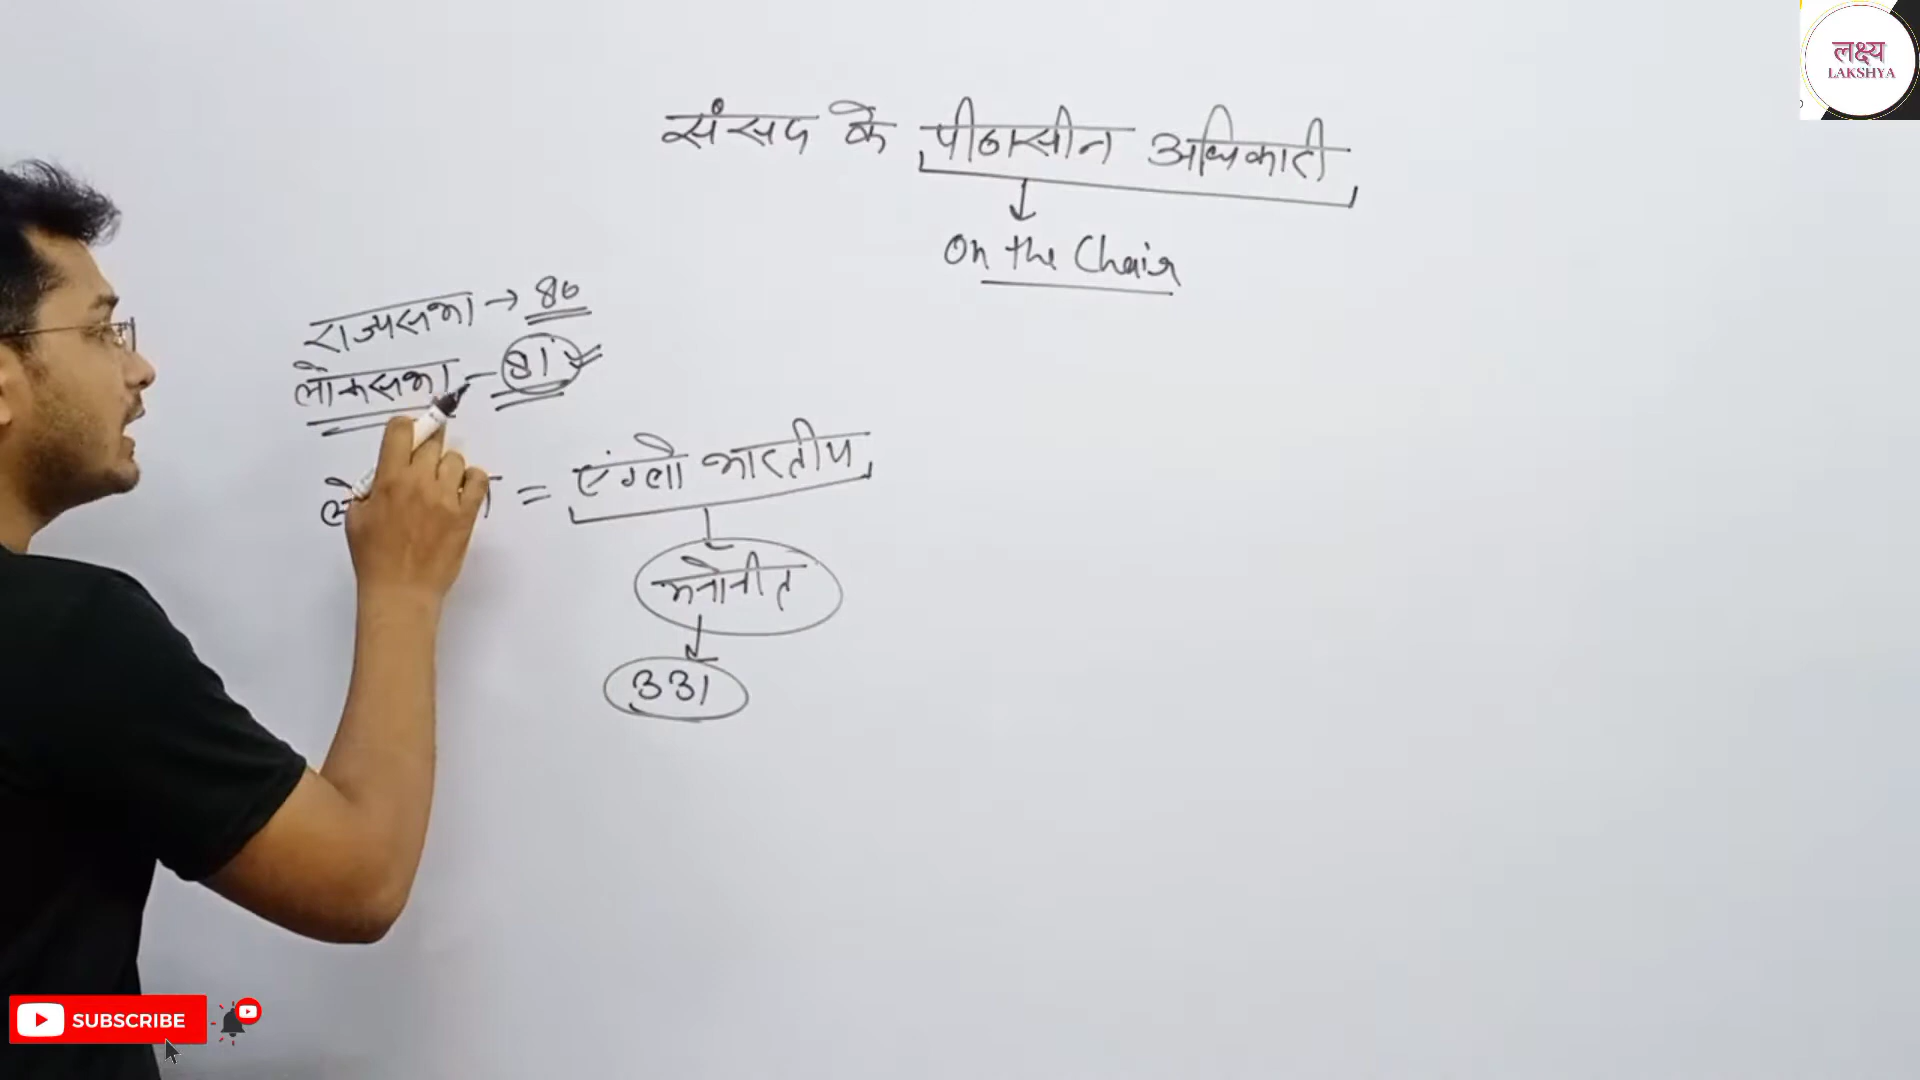 लक्ष्य
LAKSHYA
संसद के पीठासीन अधिकारी
On the Chair
राज्यसभा → 80
लोकसभा - 81
= एंग्लो भारतीय
मनोनीत
331
SUBSCRIBE